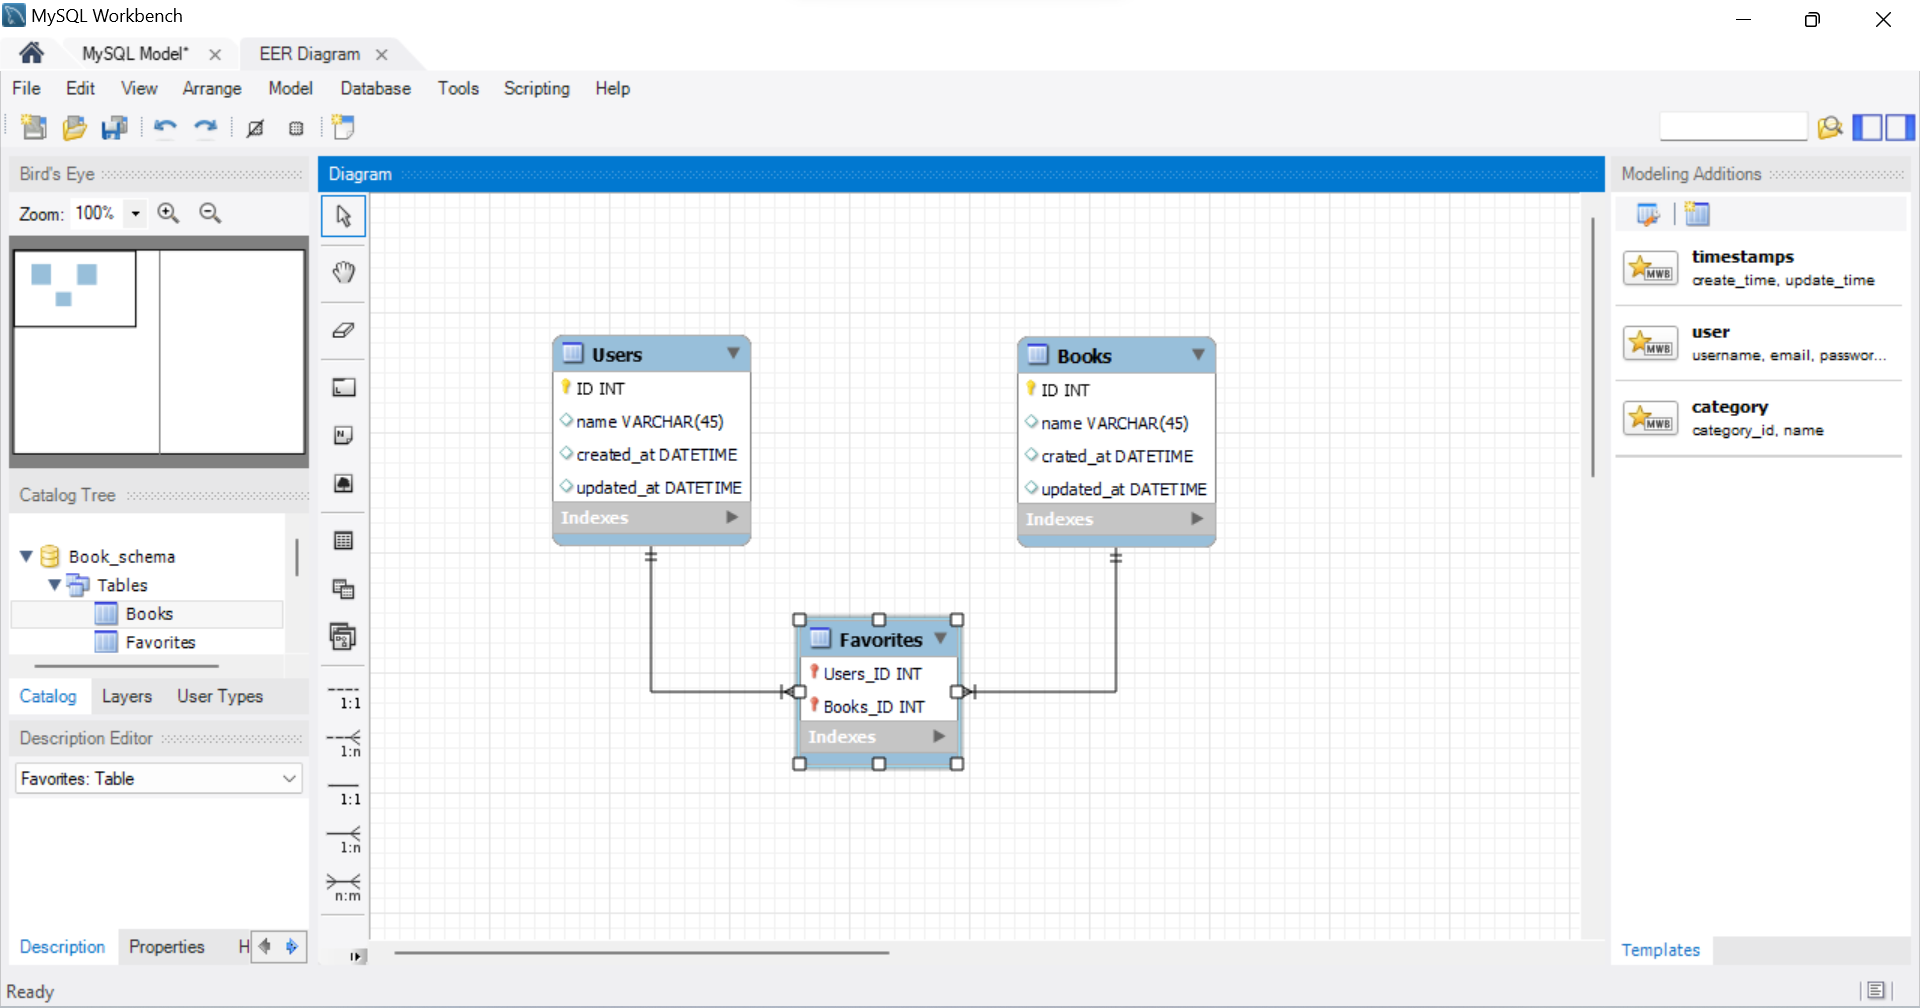 MySQL Workbench
MySQL Model*
EER Diagram
File Edit View Arrange Model Database Tools Scripting Help
Bird's Eye
Zoom: 100%
Catalog Tree
Book_schema
Tables
Books
Favorites
Catalog Layers User Types
Description Editor
Favorites: Table
Description Properties H
Ready
Diagram
N
1:1
1:n
1:1
1:n
n:m
Users
ID INT
name VARCHAR(45)
created_at DATETIME
updated_at DATETIME
Indexes
Books
ID INT
name VARCHAR(45)
crated_at DATETIME
updated_at DATETIME
Indexes
Favorites
Users_ID INT
Books_ID INT
Indexes
Modeling Additions
MWB
timestamps
create_time, update_time
MWB
user
username, email, passwor...
MWB
category
category_id, name
Templates